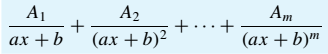 A₁/(ax + b) + A₂/(ax + b)² + ··· + Aₘ/(ax + b)ᵐ